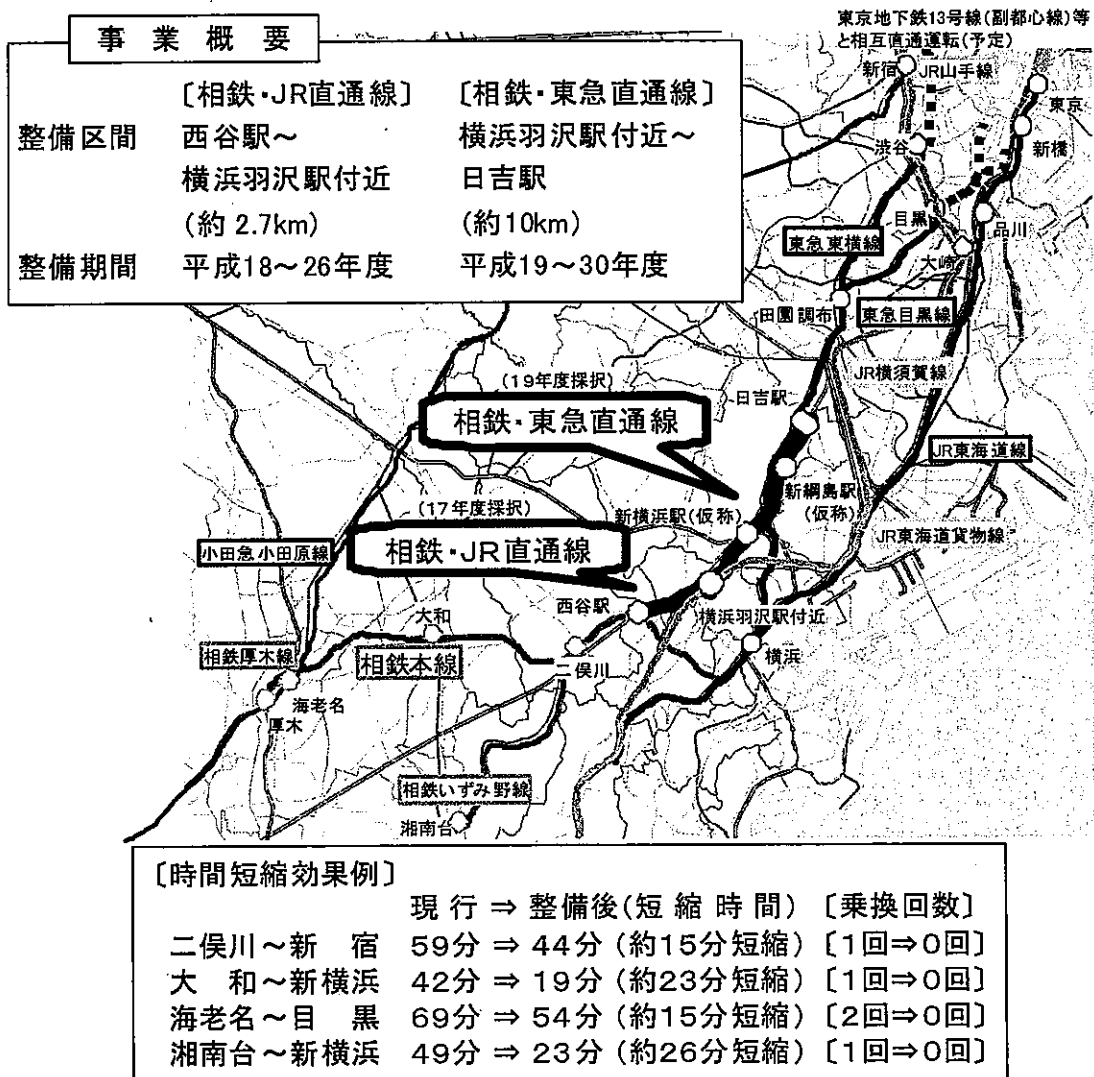 東京地下鉄13号線(副都心線)等
と相互直通運転(予定)
事業概要
〔相鉄・JR直通線〕 〔相鉄・東急直通線〕
整備区間 西谷駅~ 横浜羽沢駅付近~
横浜羽沢駅付近 日吉駅
(約2.7km) (約10km)
整備期間 平成18~26年度 平成19~30年度
新宿
JR山手線
東京
渋谷
新橋
目黒
品川
東急東横線
大崎
田園調布
東急目黒線
JR横須賀線
(19年度採択)
日吉駅
相鉄・東急直通線
JR東海道線
新綱島駅
(仮称)
(17年度採択)
新横浜駅(仮称)
JR東海道貨物線
相鉄・JR直通線
小田急小田原線
西谷駅
横浜羽沢駅付近
大和
横浜
相鉄厚木線
相鉄本線
二俣川
海老名
厚木
相鉄いずみ野線
湘南台
〔時間短縮効果例〕
現行 ⇒ 整備後(短縮時間) 〔乗換回数〕
二俣川~新宿 59分 ⇒ 44分 (約15分短縮) 〔1回⇒0回〕
大和~新横浜 42分 ⇒ 19分 (約23分短縮) 〔1回⇒0回〕
海老名~目黒 69分 ⇒ 54分 (約15分短縮) 〔2回⇒0回〕
湘南台~新横浜 49分 ⇒ 23分 (約26分短縮) 〔1回⇒0回〕